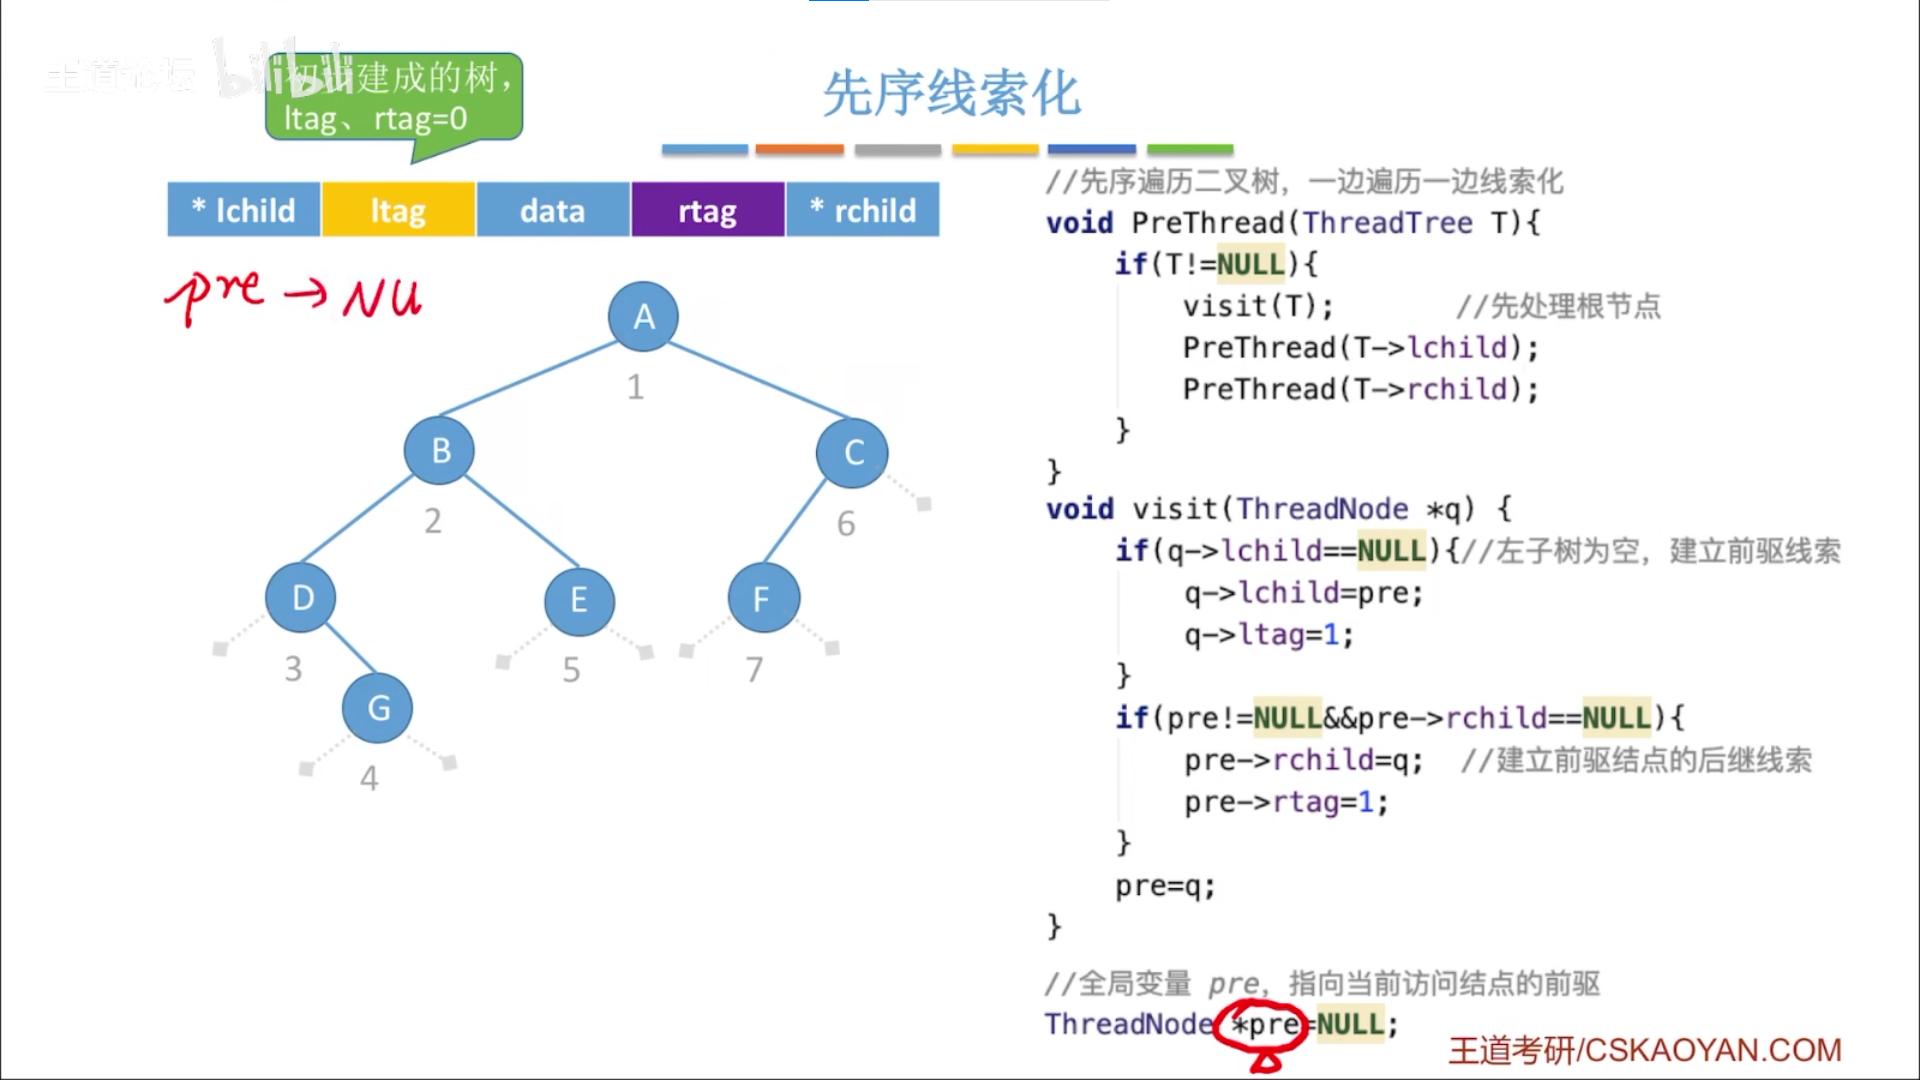 王道论坛 bilibili
初步建成的树，
ltag、rtag=0
先序线索化
* lchild ltag data rtag * rchild
pre → NU
A
1
B
C
2
6
D
E
F
3
5
7
G
4
//先序遍历二叉树，一边遍历一边线索化
void PreThread(ThreadTree T){
if(T!=NULL){
visit(T); //先处理根节点
PreThread(T->lchild);
PreThread(T->rchild);
}
}
void visit(ThreadNode *q) {
if(q->lchild==NULL){//左子树为空，建立前驱线索
q->lchild=pre;
q->ltag=1;
}
if(pre!=NULL&&pre->rchild==NULL){
pre->rchild=q; //建立前驱结点的后继线索
pre->rtag=1;
}
pre=q;
}
//全局变量 pre，指向当前访问结点的前驱
ThreadNode *pre=NULL;
王道考研/CSKAOYAN.COM